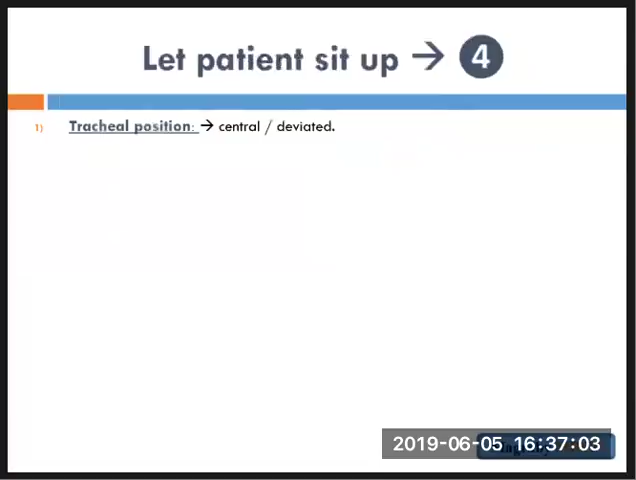 Let patient sit up → 4
1) Tracheal position: → central / deviated.
2019-06-05 16:37:03